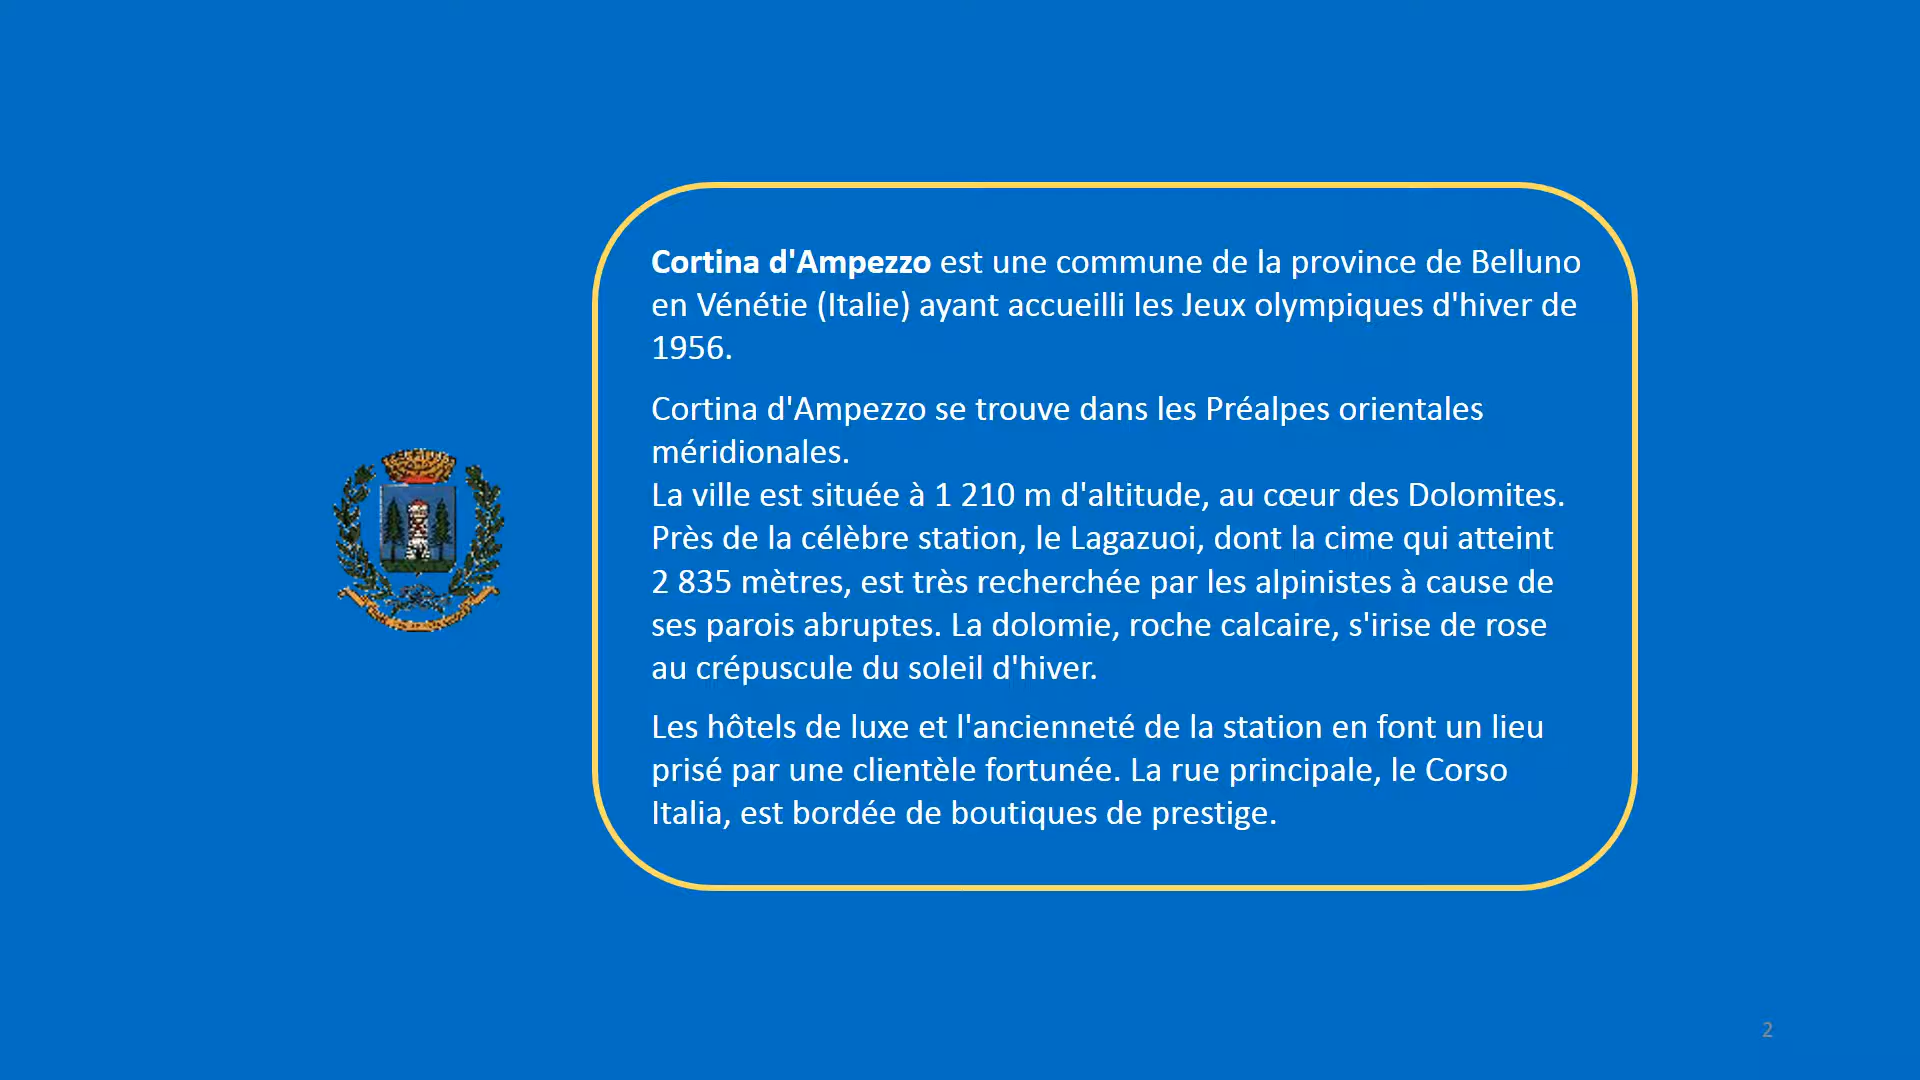 Cortina d'Ampezzo est une commune de la province de Belluno
en Vénétie (Italie) ayant accueilli les Jeux olympiques d'hiver de
1956.
Cortina d'Ampezzo se trouve dans les Préalpes orientales
méridionales.
La ville est située à 1 210 m d'altitude, au cœur des Dolomites.
Près de la célèbre station, le Lagazuoi, dont la cime qui atteint
2 835 mètres, est très recherchée par les alpinistes à cause de
ses parois abruptes. La dolomie, roche calcaire, s'irise de rose
au crépuscule du soleil d'hiver.
Les hôtels de luxe et l'ancienneté de la station en font un lieu
prisé par une clientèle fortunée. La rue principale, le Corso
Italia, est bordée de boutiques de prestige.
2